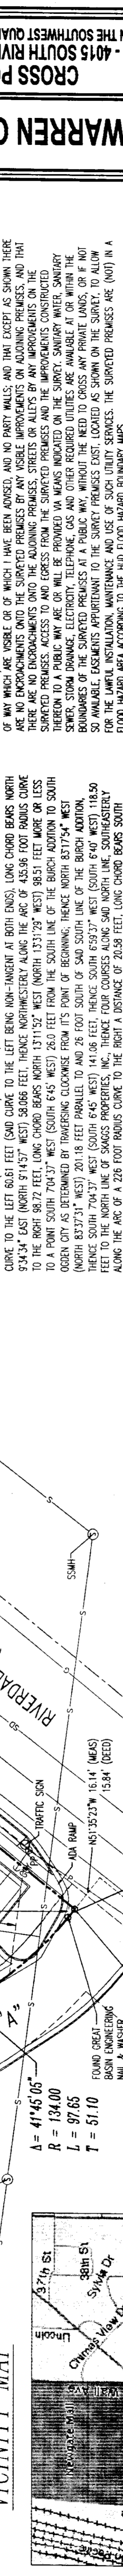 N THE SOUTHWEST QUAR
- 4015 SOUTH RIVE
CROSS P
WARREN
OF WAY WHICH ARE VISIBLE OR OF WHICH I HAVE BEEN ADVISED, AND NO PARTY WALLS; AND THAT EXCEPT AS SHOWN THERE
ARE NO ENCROACHMENTS ONTO THE SURVEYED PREMISES BY ANY VISIBLE IMPROVEMENTS ON ADJOINING PREMISES, AND THAT
THERE ARE NO ENCROACHMENTS ONTO THE ADJOINING PREMISES, STREETS OR ALLEYS BY ANY IMPROVEMENTS ON THE
SURVEYED PREMISES. ACCESS TO AND EGRESS FROM THE SURVEYED PREMISES AND THE IMPROVEMENTS CONSTRUCTED
THEREON TO A PUBLIC WAY ARE OR WILL BE PROVIDED VIA MEANS INDICATED ON THE SURVEY. SANITARY WATER, SANITARY
SEWER, STORM DRAINAGE, ELECTRIC, TELEPHONE, AND OTHER NECESSARY UTILITIES ARE AVAILABLE AT OR WITHIN THE
BOUNDARIES OF THE SURVEYED PREMISES AT A PUBLIC WAY, WITHOUT THE NEED TO CROSS ANY PRIVATE LANDS, OR IF NOT
SO AVAILABLE EASEMENTS APPURTENANT TO THE SURVEY PREMISES EXIST, LOCATED AS SHOWN ON THE SURVEY, TO ALLOW
FOR THE LAWFUL INSTALLATION, MAINTENANCE AND USE OF SUCH UTILITY SERVICES. THE SURVEYED PREMISES ARE (NOT) IN A
FLOOD HAZARD AREA ACCORDING TO THE HUD FLOOD HAZARD BOUNDARY MAPS
CURVE TO THE LEFT 60.61 FEET (SAID CURVE TO THE LEFT BEING NON-TANGENT AT BOTH ENDS), LONG CHORD BEARS NORTH
9°34'34" EAST (NORTH 9°14'57" WEST) 58.066 FEET, THENCE NORTHWESTERLY ALONG THE ARC OF 435.96 FOOT RADIUS CURVE
TO THE RIGHT 98.72 FEET, LONG CHORD BEARS NORTH 13°11'52" WEST (NORTH 13°31'29" WEST) 98.51 FEET MORE OR LESS
TO A POINT SOUTH 7°04'37" WEST (SOUTH 6°45' WEST) 26.0 FEET FROM THE SOUTH LINE OF THE BURCH ADDITION TO SOUTH
OGDEN CITY AS DETERMINED BY TRAVERSING CLOCKWISE FROM IT'S POINT OF BEGINNING; THENCE NORTH 83°17'54" WEST
(NORTH 83°37'31" WEST) 201.18 FEET PARALLEL TO AND 26 FOOT SOUTH OF SAID SOUTH LINE OF THE BURCH ADDITION,
THENCE SOUTH 7°04'37" WEST (SOUTH 6°45' WEST) 141.06 FEET, THENCE SOUTH 6°59'37" WEST (SOUTH 6°40' WEST) 118.50
FEET TO THE NORTH LINE OF SKAGGS PROPERTIES, INC., THENCE FOUR COURSES ALONG SAID NORTH LINE, SOUTHEASTERLY
ALONG THE ARC OF A 226 FOOT RADIUS CURVE TO THE RIGHT A DISTANCE OF 20.58 FEET, LONG CHORD BEARS SOUTH
SSMH
S
S
S
SD
RIVERDAL
TRAFFIC SIGN
PP
ADA RAMP
N51°35'23"W 16.14' (MEAS)
15.84' (DEED)
FOUND GREAT
BASIN ENGINEERING
NAIL & WASHER
"A"
Δ = 41°45'05"
R = 134.00
L = 97.65
T = 51.10
VICINITY MAP
37th St
38th St
Sylvia Dr
Lincoln
Chimes View Dr
Wall Ave
Pacific